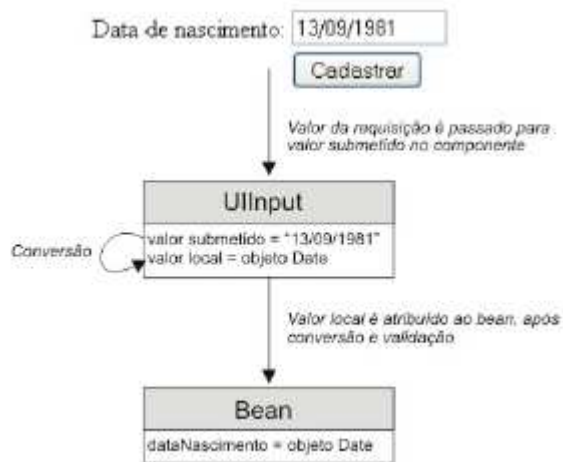 Data de nascimento: 13/09/1981
Cadastrar
Valor da requisição é passado para
valor submetido no componente
UIInput
valor submetido = "13/09/1981"
valor local = objeto Date
Conversão
Valor local é atribuído ao bean, após
conversão e validação
Bean
dataNascimento = objeto Date